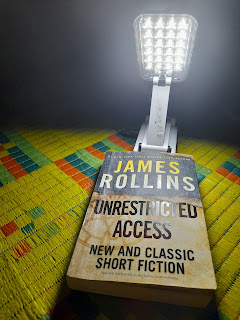 JAMES
ROLLINS
UNRESTRICTED
ACCESS
NEW AND CLASSIC
SHORT FICTION